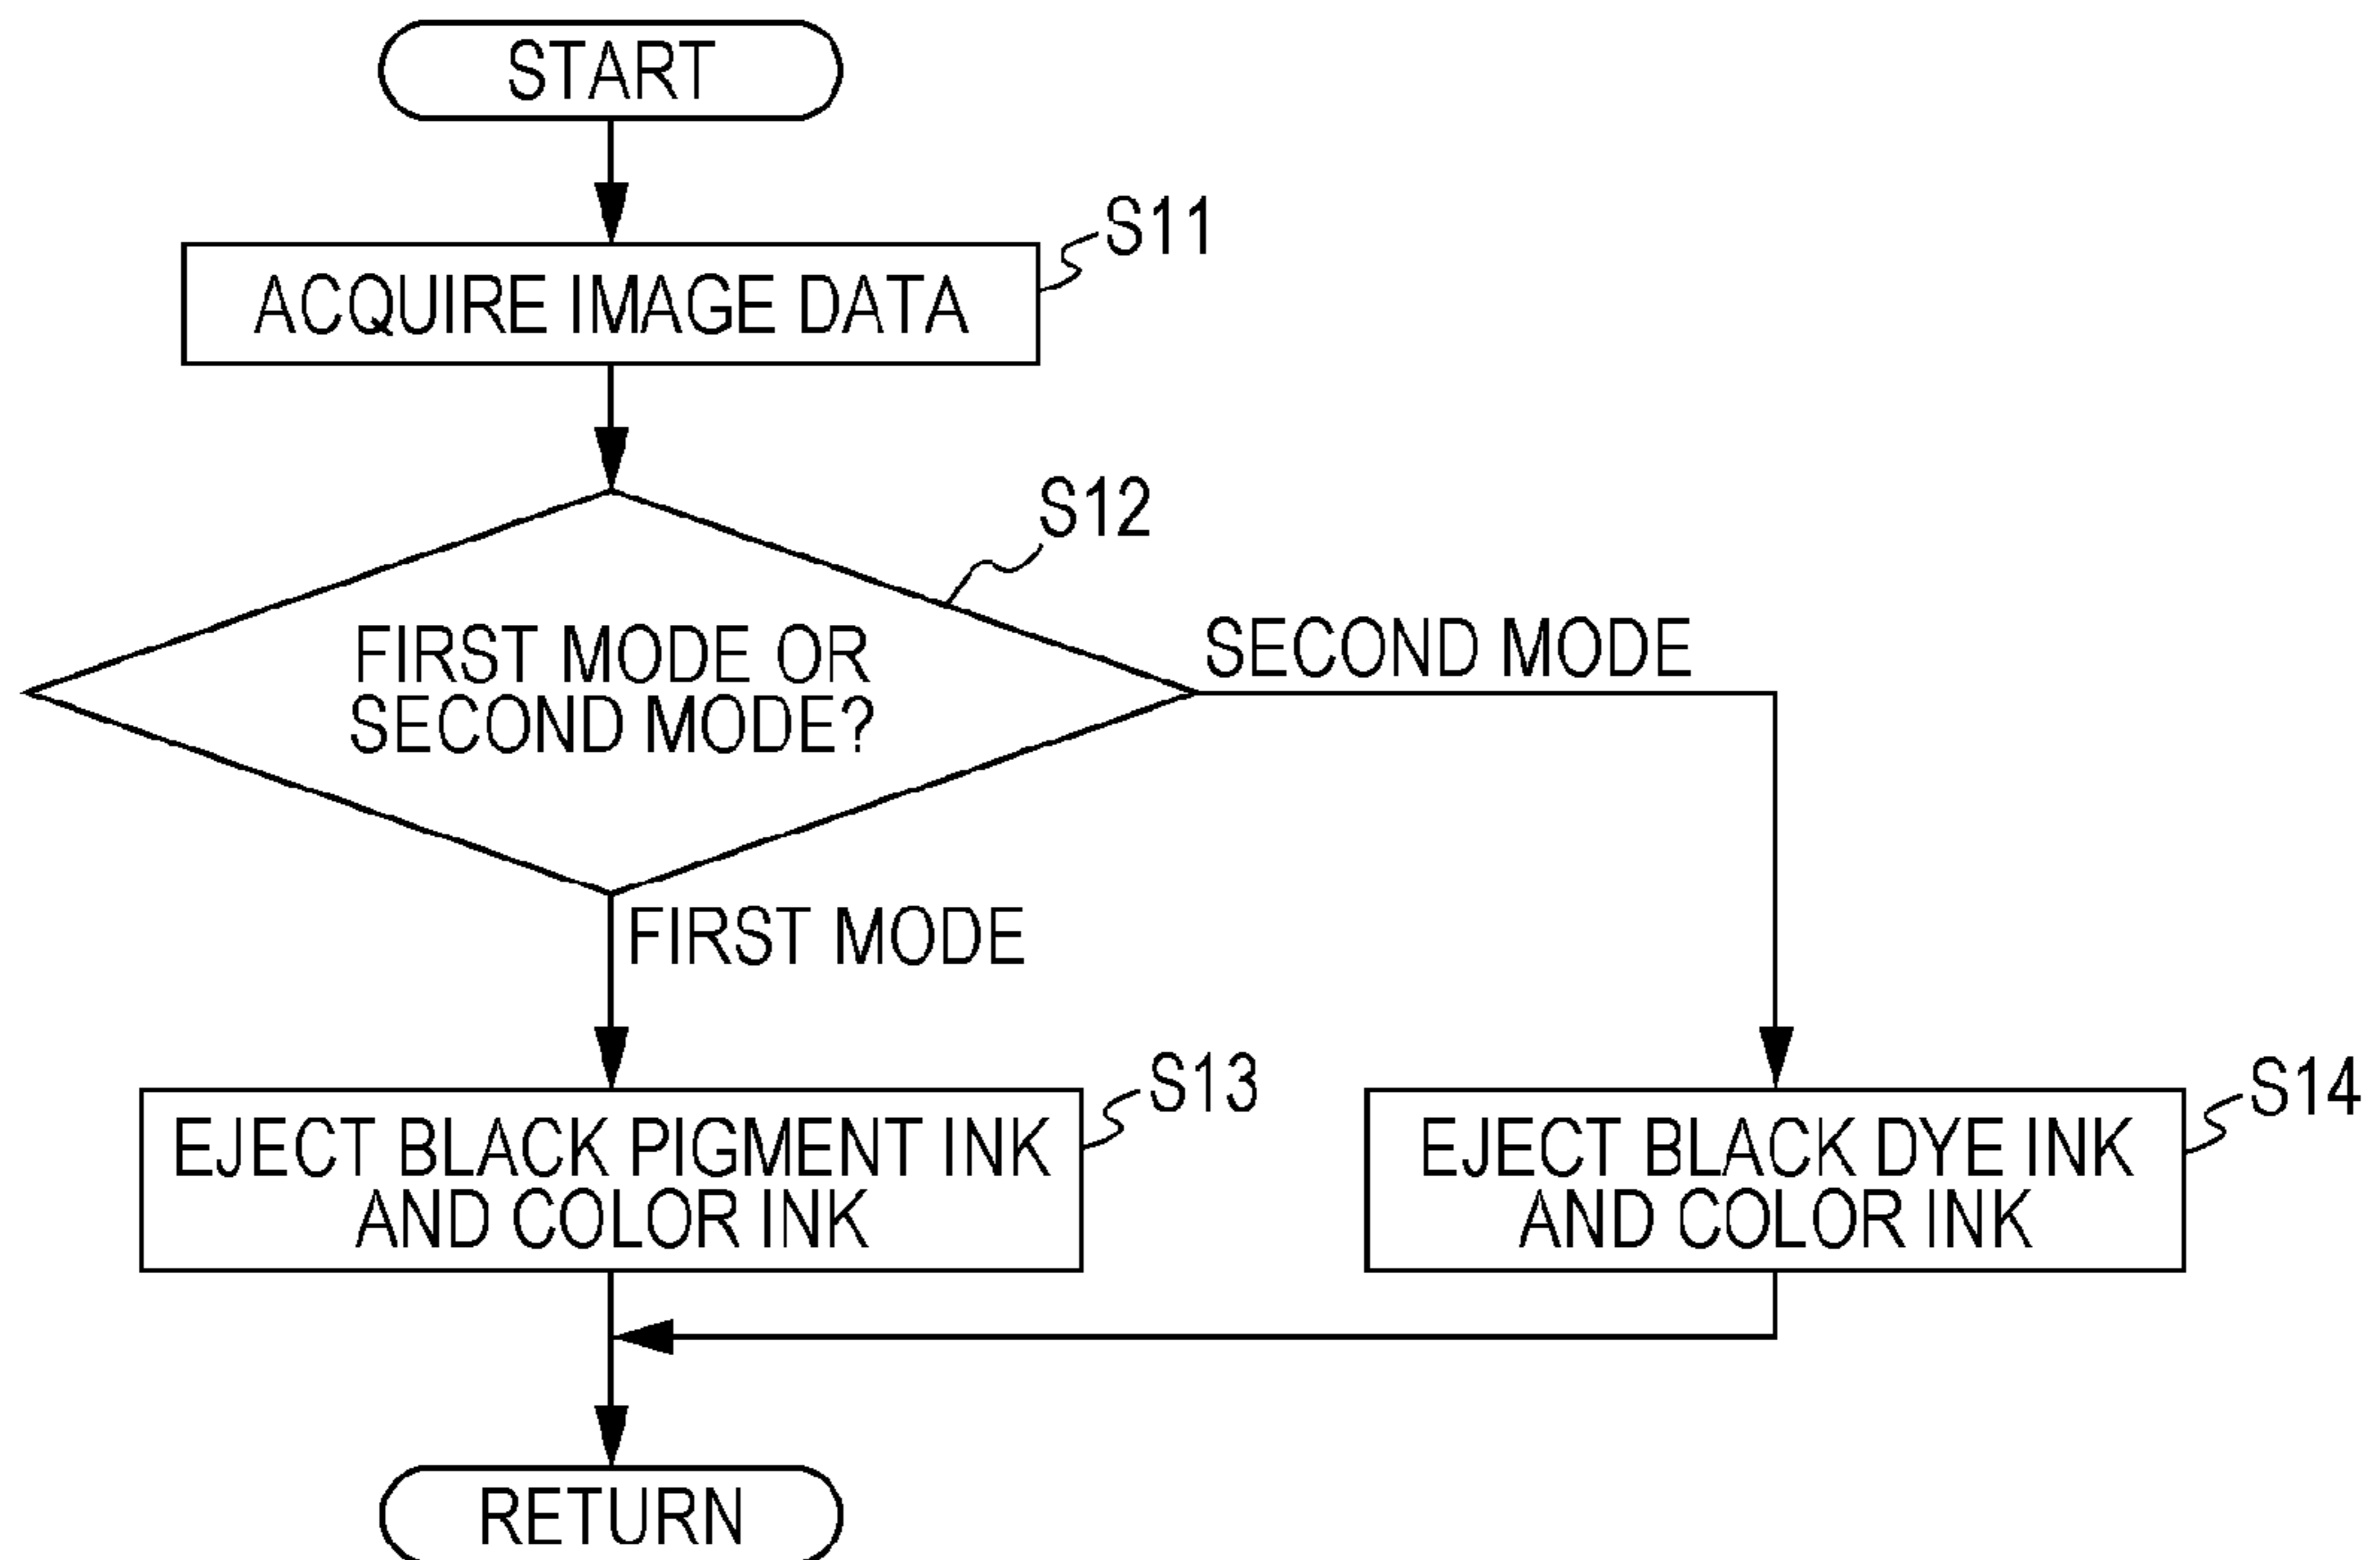 START
S11
ACQUIRE IMAGE DATA
S12
FIRST MODE OR
SECOND MODE?
SECOND MODE
FIRST MODE
S13
EJECT BLACK PIGMENT INK
AND COLOR INK
S14
EJECT BLACK DYE INK
AND COLOR INK
RETURN